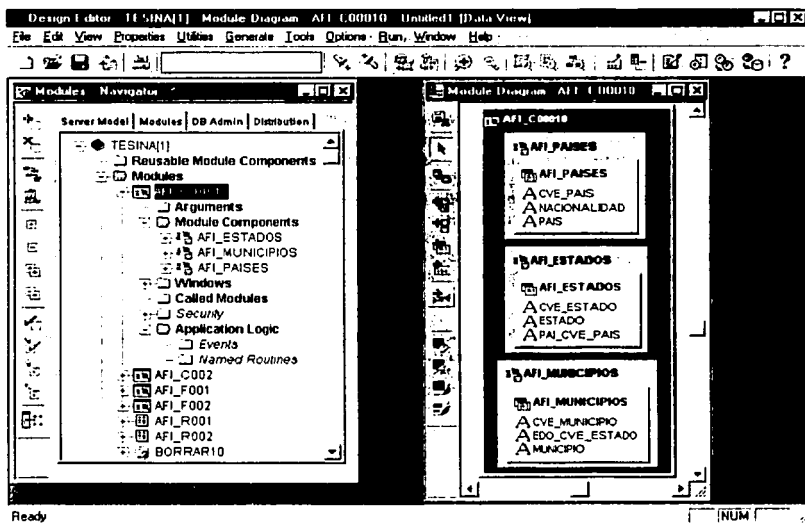 Design Editor TESINA[1] Module Diagram AFI_C00010 Untitled1 [Data View]
File Edit View Properties Utilities Generate Tools Options Run Window Help
Modules Navigator
Module Diagram AFI_C00010
Server Model Modules DB Admin Distribution
TESINA[1]
Reusable Module Components
Modules
Arguments
Module Components
AFI_ESTADOS
AFI_MUNICIPIOS
AFI_PAISES
Windows
Called Modules
Security
Application Logic
Events
Named Routines
AFI_C002
AFI_F001
AFI_F002
AFI_R001
AFI_R002
BORRAR10
AFI_C00010
AFI_PAISES
AFI_PAISES
A CVE_PAIS
A NACIONALIDAD
A PAIS
AFI_ESTADOS
AFI_ESTADOS
A CVE_ESTADO
A ESTADO
A PAI_CVE_PAIS
AFI_MUNICIPIOS
AFI_MUNICIPIOS
A CVE_MUNICIPIO
A EDO_CVE_ESTADO
A MUNICIPIO
Ready
NUM